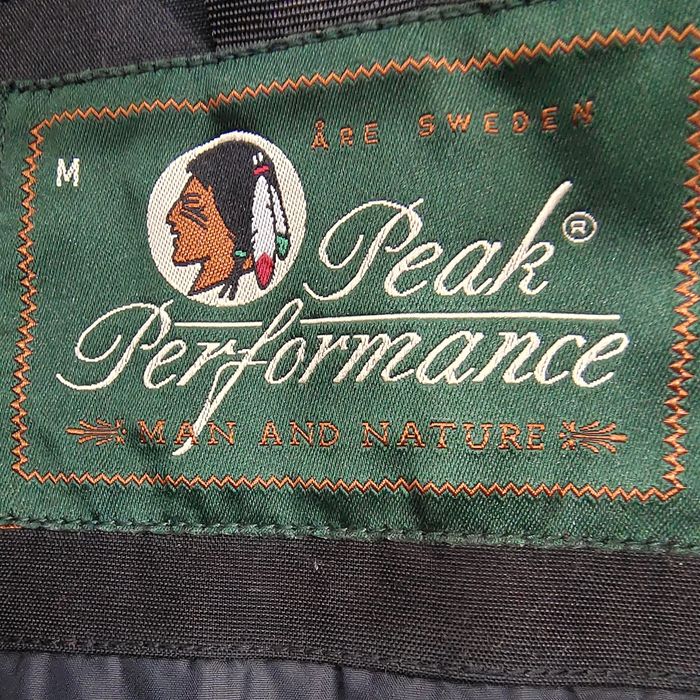 ÅRE SWEDEN
M
Peak®
Performance
MAN AND NATURE